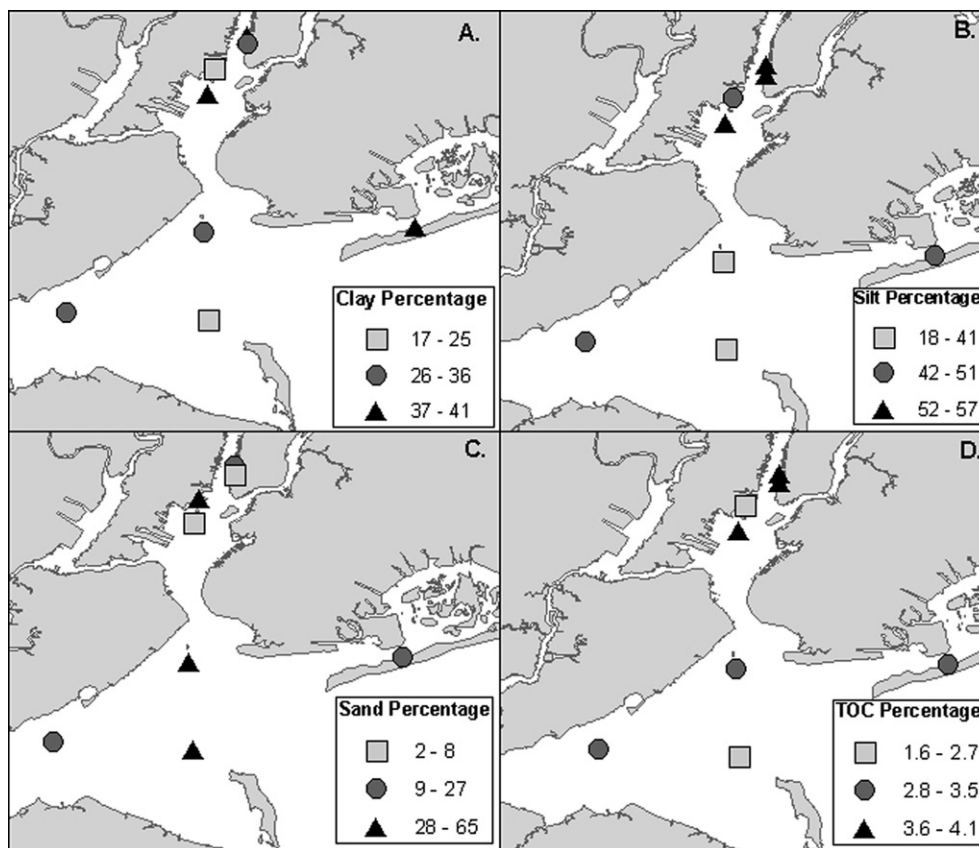 A.
Clay Percentage
17 - 25
26 - 36
37 - 41
B.
Silt Percentage
18 - 41
42 - 51
52 - 57
C.
Sand Percentage
2 - 8
9 - 27
28 - 65
D.
TOC Percentage
1.6 - 2.7
2.8 - 3.5
3.6 - 4.1